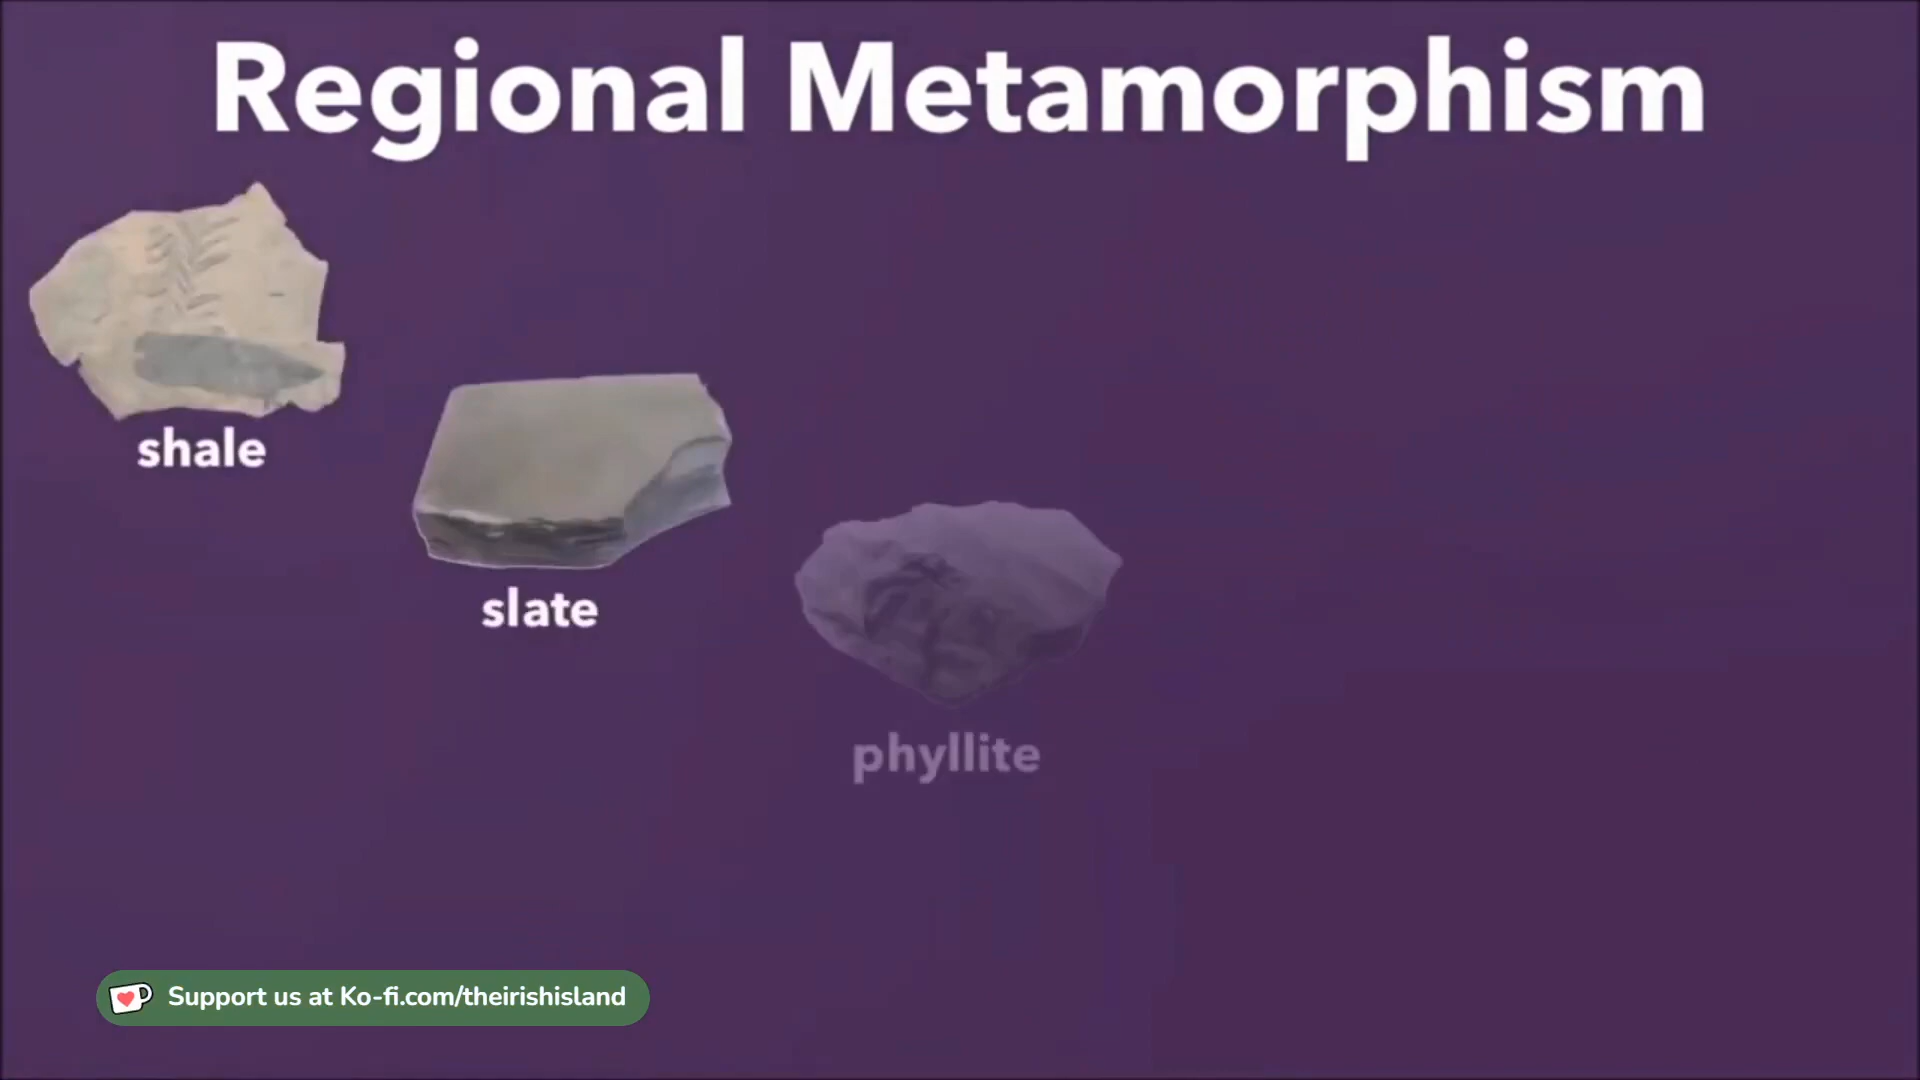 Regional Metamorphism
shale
slate
phyllite
Support us at Ko-fi.com/theirishisland